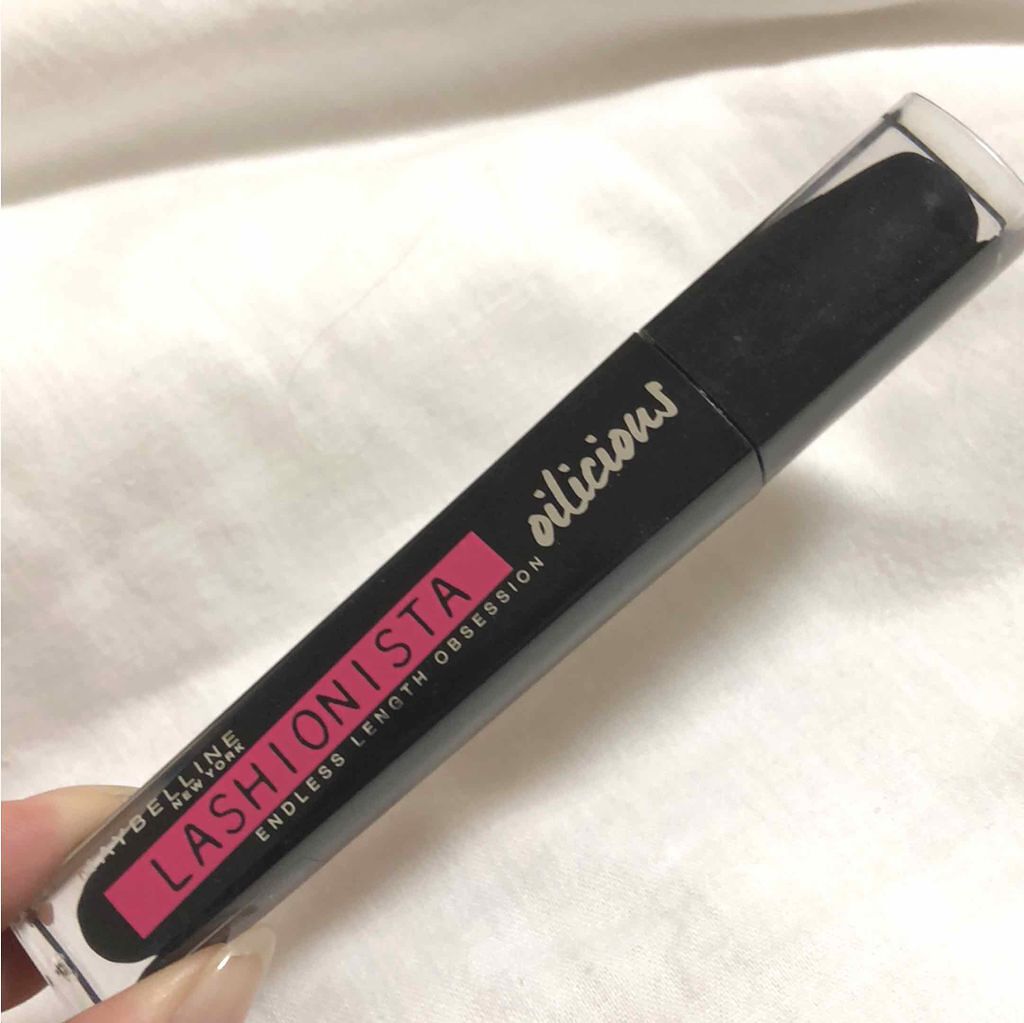 MAYBELLINE
NEW YORK
LASHIONISTA
ENDLESS LENGTH OBSESSION
oilicious